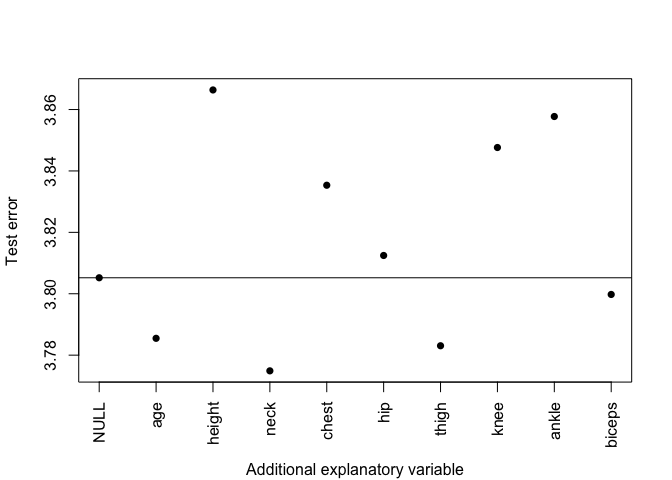 Test error
3.86
3.84
3.82
3.80
3.78
NULL
age
height
neck
chest
hip
thigh
knee
ankle
biceps
Additional explanatory variable